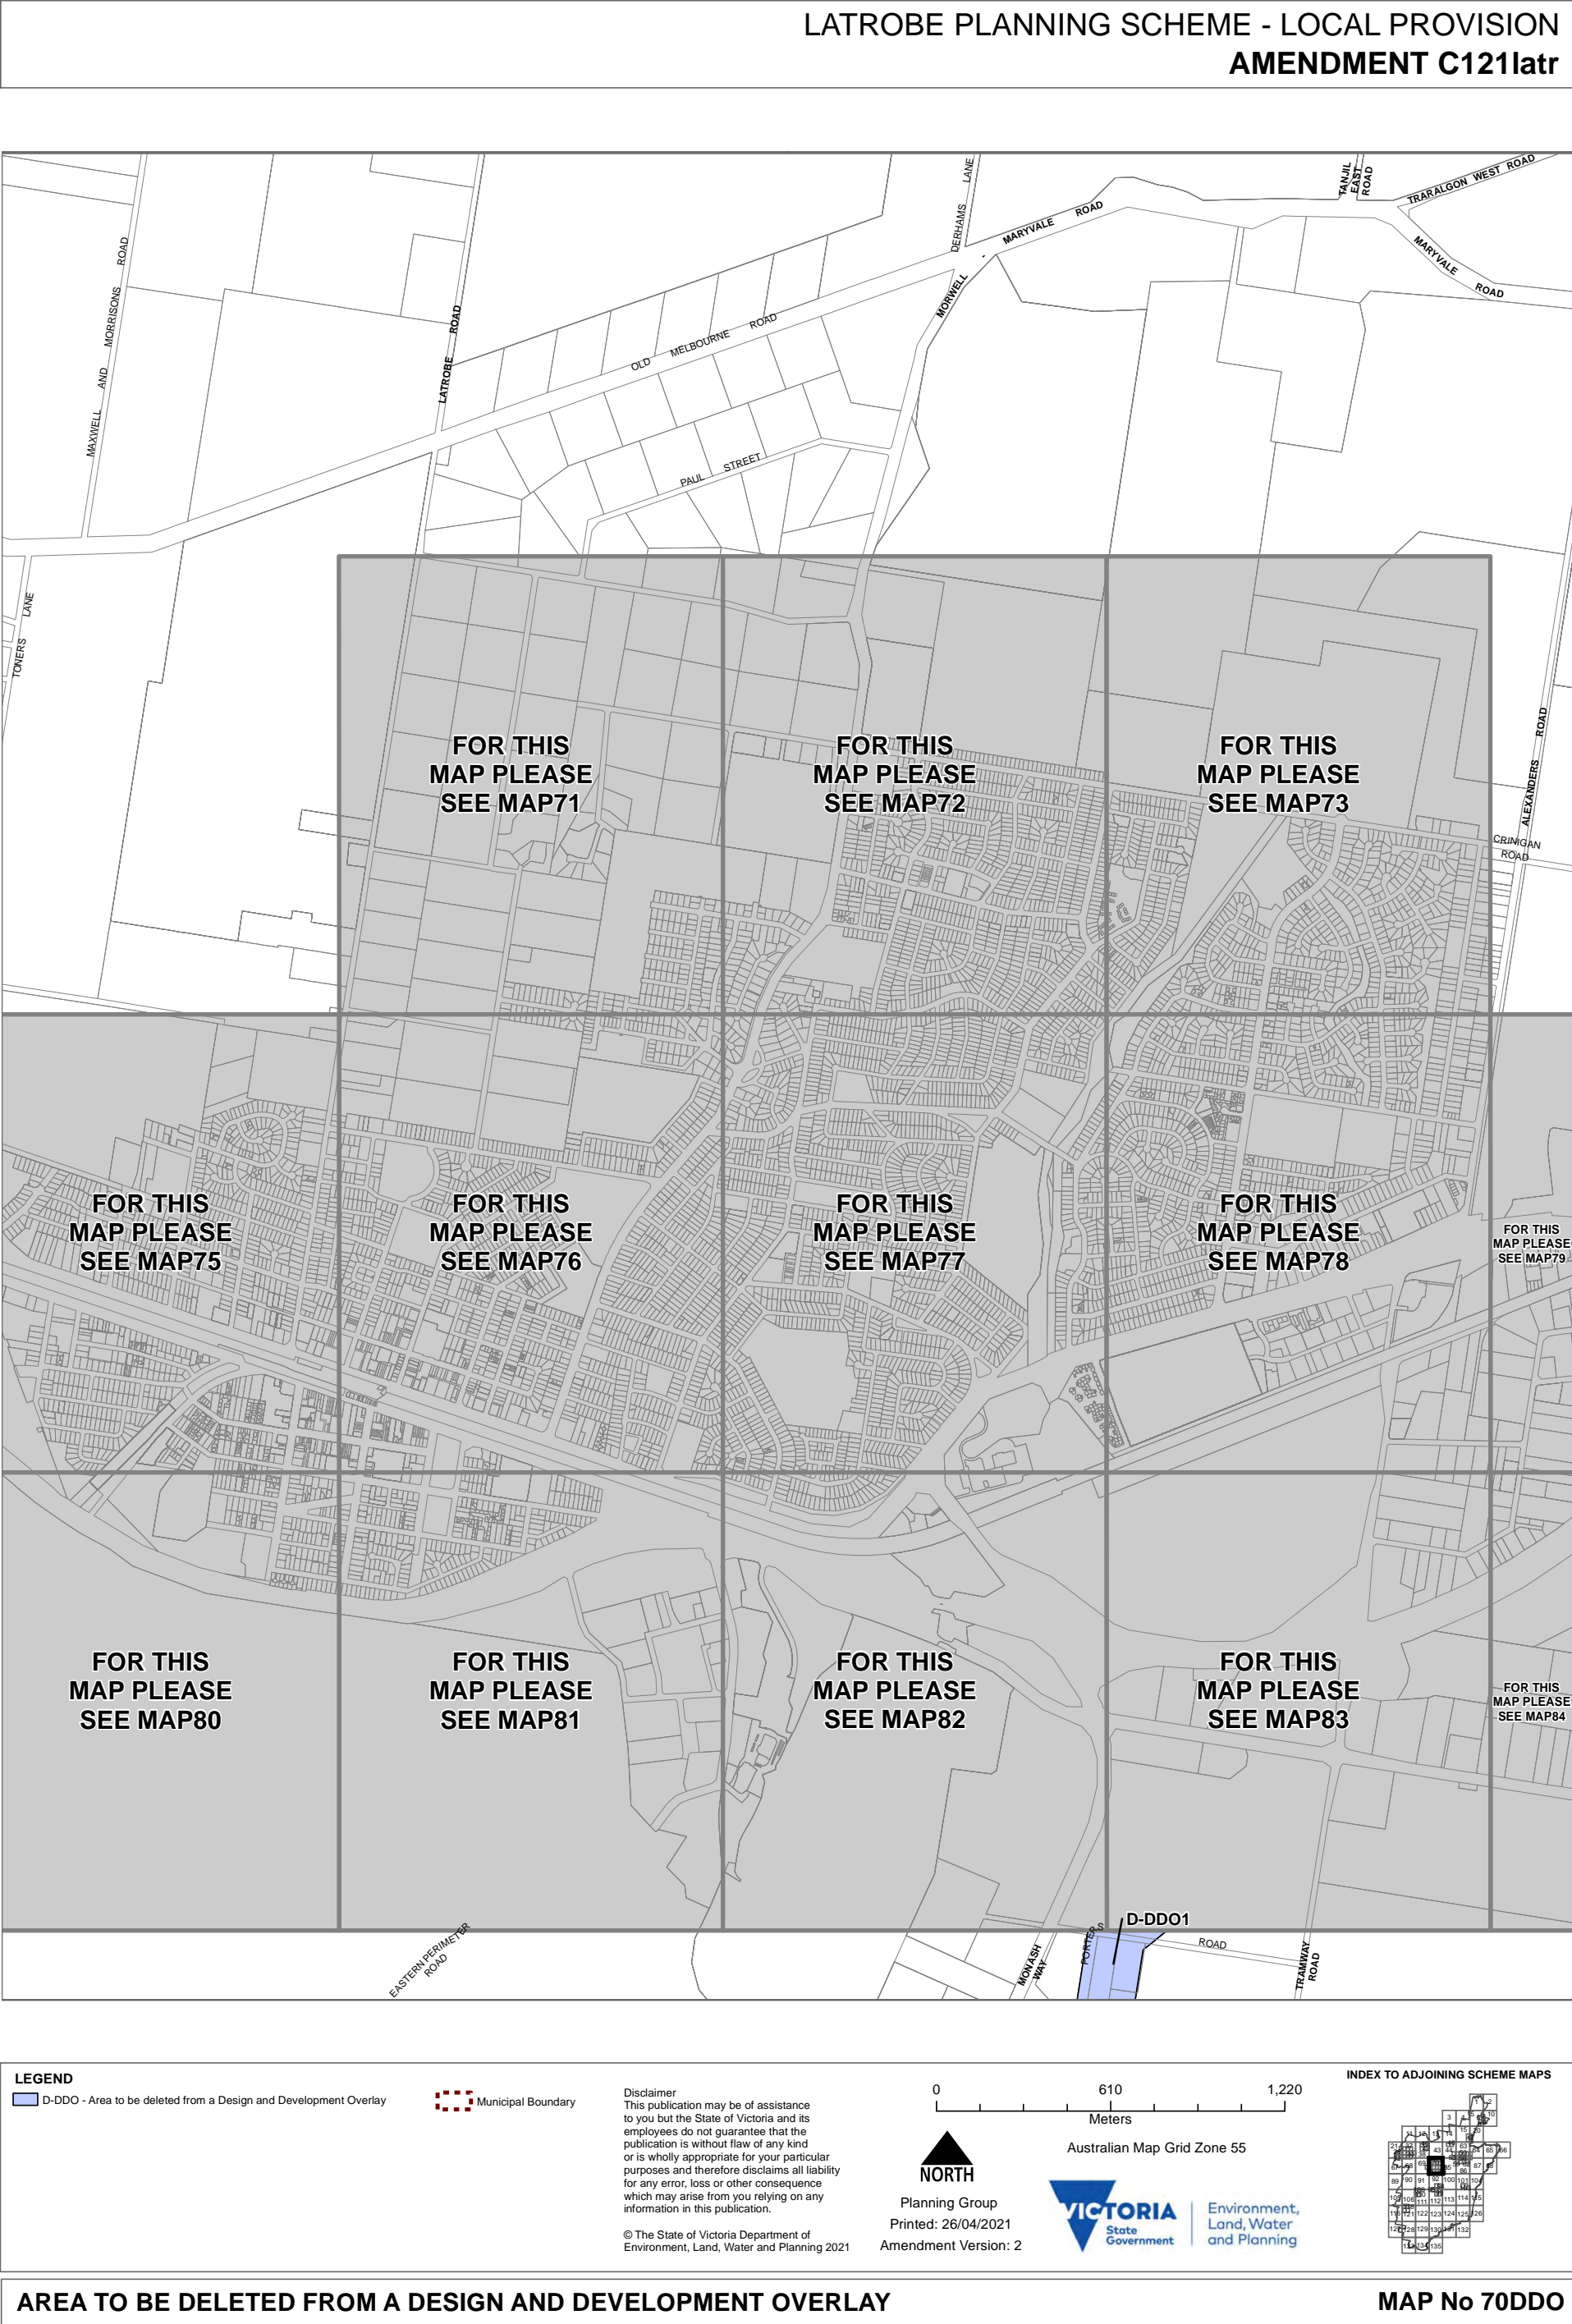 LATROBE PLANNING SCHEME - LOCAL PROVISION
AMENDMENT C121latr
MAXWELL AND MORRISONS ROAD
LATROBE ROAD
OLD MELBOURNE ROAD
PAUL STREET
DERHAMS LANE
MORWELL - MARYVALE ROAD
TANJIL
EAST
ROAD
TRARALGON WEST ROAD
MARYVALE ROAD
TONERS LANE
ALEXANDERS ROAD
CRINIGAN
ROAD
FOR THIS
MAP PLEASE
SEE MAP71
FOR THIS
MAP PLEASE
SEE MAP72
FOR THIS
MAP PLEASE
SEE MAP73
FOR THIS
MAP PLEASE
SEE MAP75
FOR THIS
MAP PLEASE
SEE MAP76
FOR THIS
MAP PLEASE
SEE MAP77
FOR THIS
MAP PLEASE
SEE MAP78
FOR THIS
MAP PLEASE
SEE MAP79
FOR THIS
MAP PLEASE
SEE MAP80
FOR THIS
MAP PLEASE
SEE MAP81
FOR THIS
MAP PLEASE
SEE MAP82
FOR THIS
MAP PLEASE
SEE MAP83
FOR THIS
MAP PLEASE
SEE MAP84
EASTERN PERIMETER
ROAD
MONASH
WAY
PORTERS ROAD
D-DDO1
TRAMWAY
ROAD
LEGEND
D-DDO - Area to be deleted from a Design and Development Overlay
Municipal Boundary
Disclaimer
This publication may be of assistance
to you but the State of Victoria and its
employees do not guarantee that the
publication is without flaw of any kind
or is wholly appropriate for your particular
purposes and therefore disclaims all liability
for any error, loss or other consequence
which may arise from you relying on any
information in this publication.
© The State of Victoria Department of
Environment, Land, Water and Planning 2021
0 610 1,220
Meters
Australian Map Grid Zone 55
NORTH
Planning Group
Printed: 26/04/2021
Amendment Version: 2
VICTORIA
State
Government
Environment,
Land, Water
and Planning
INDEX TO ADJOINING SCHEME MAPS
AREA TO BE DELETED FROM A DESIGN AND DEVELOPMENT OVERLAY
MAP No 70DDO